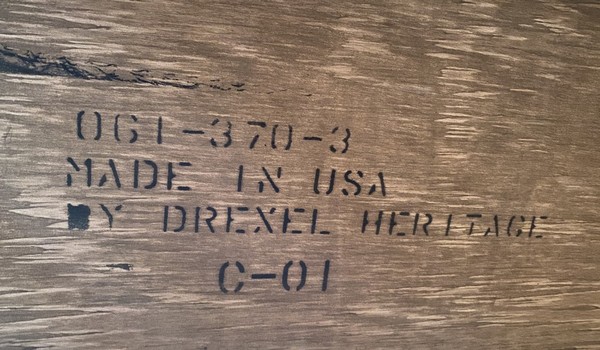 061-370-3
MADE IN USA
BY DREXEL HERITAGE
C-01